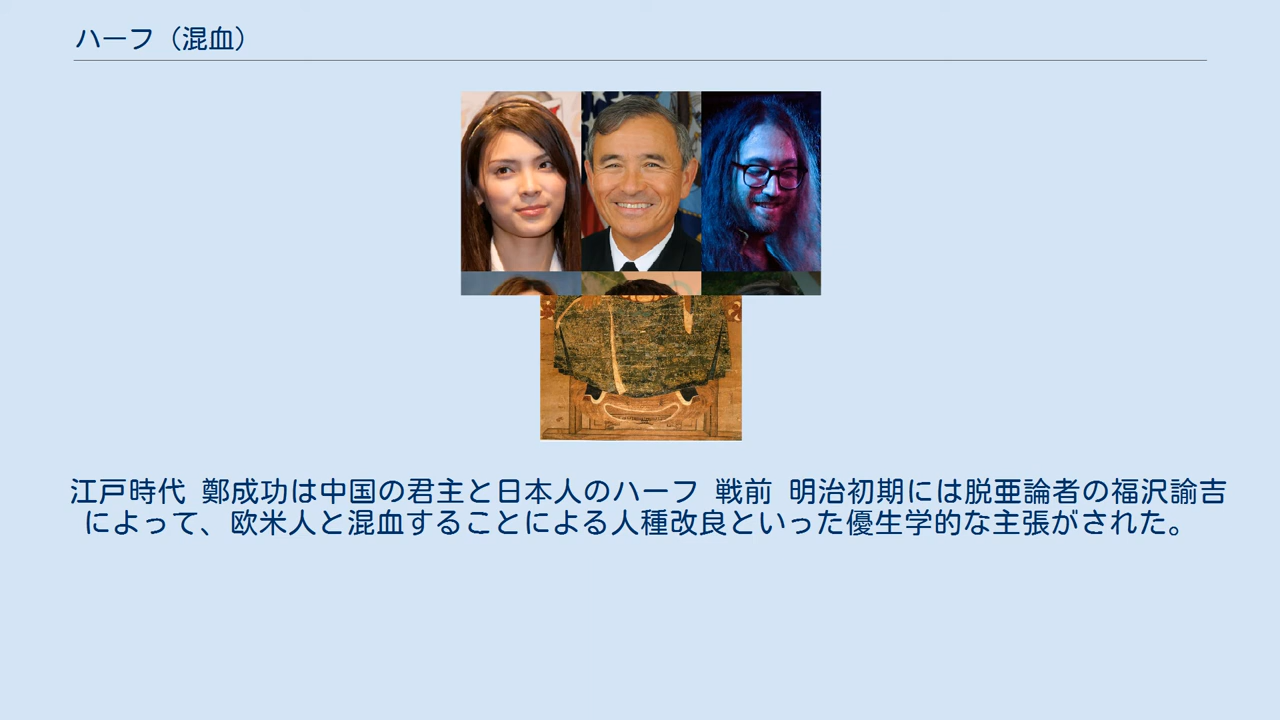 ハーフ（混血）
江戸時代 鄭成功は中国の君主と日本人のハーフ 戦前 明治初期には脱亜論者の福沢諭吉
によって、欧米人と混血することによる人種改良といった優生学的な主張がされた。